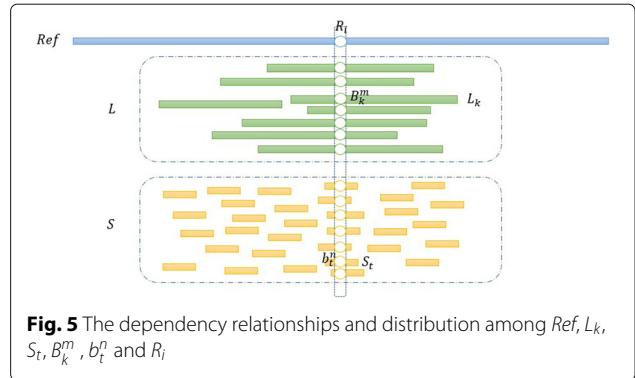 R_i
Ref
B_k^m
L_k
L
S
b_t^n
S_t
Fig. 5 The dependency relationships and distribution among Ref, L_k,
S_t, B_k^m , b_t^n and R_i